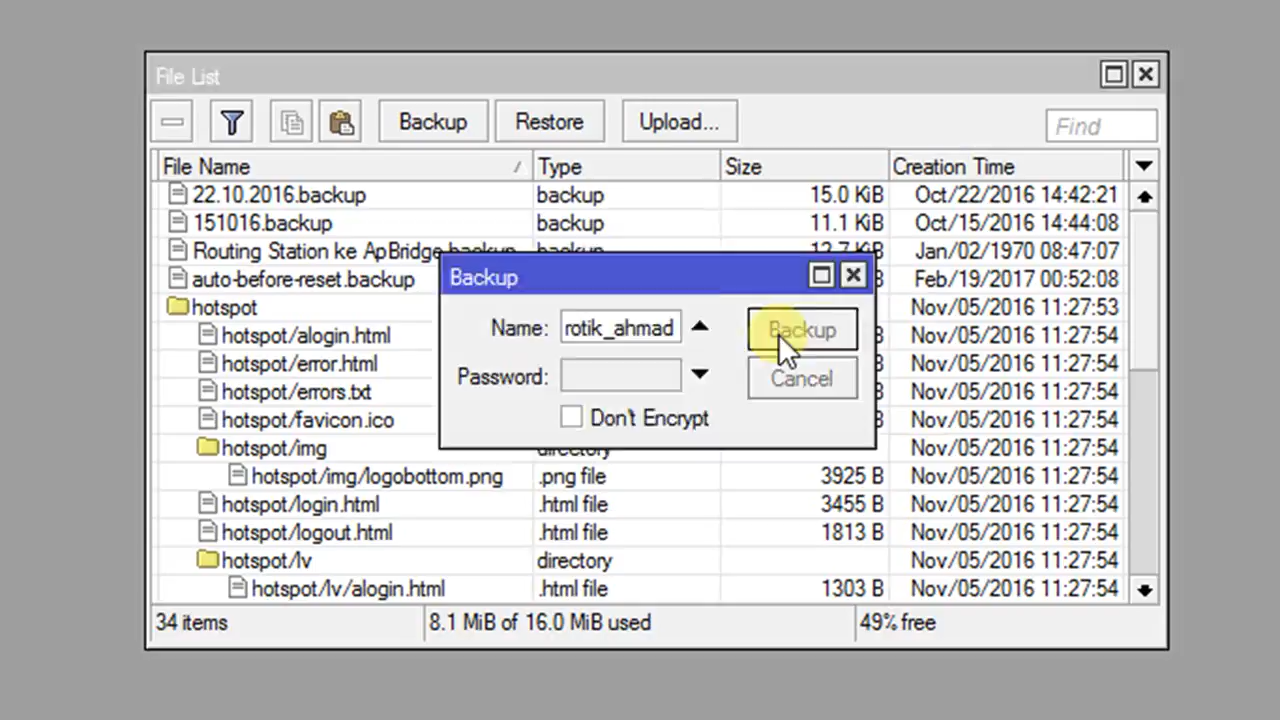 File List
Backup Restore Upload... Find
File Name Type Size Creation Time
22.10.2016.backup backup 15.0 KiB Oct/22/2016 14:42:21
151016.backup backup 11.1 KiB Oct/15/2016 14:44:08
Routing Station ke ApBridge.backup backup 12.7 KiB Jan/02/1970 08:47:07
auto-before-reset.backup Feb/19/2017 00:52:08
hotspot Nov/05/2016 11:27:53
hotspot/alogin.html B Nov/05/2016 11:27:54
hotspot/error.html B Nov/05/2016 11:27:54
hotspot/errors.txt B Nov/05/2016 11:27:54
hotspot/favicon.ico B Nov/05/2016 11:27:54
hotspot/img directory Nov/05/2016 11:27:54
hotspot/img/logobottom.png .png file 3925 B Nov/05/2016 11:27:54
hotspot/login.html .html file 3455 B Nov/05/2016 11:27:54
hotspot/logout.html .html file 1813 B Nov/05/2016 11:27:54
hotspot/lv directory Nov/05/2016 11:27:54
hotspot/lv/alogin.html .html file 1303 B Nov/05/2016 11:27:54
34 items 8.1 MiB of 16.0 MiB used 49% free
Backup
Name: rotik_ahmad Backup
Password: Cancel
Don't Encrypt